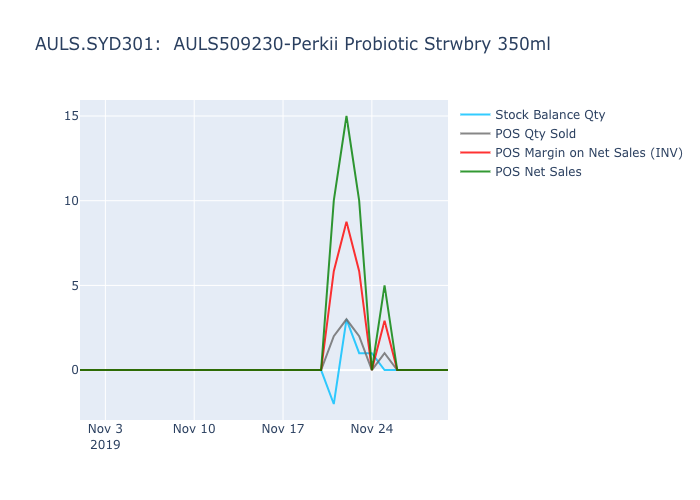 AULS.SYD301:  AULS509230-Perkii Probiotic Strwbry 350ml
Stock Balance Qty
POS Qty Sold
POS Margin on Net Sales (INV)
POS Net Sales
15
10
5
0
Nov 3
2019
Nov 10
Nov 17
Nov 24